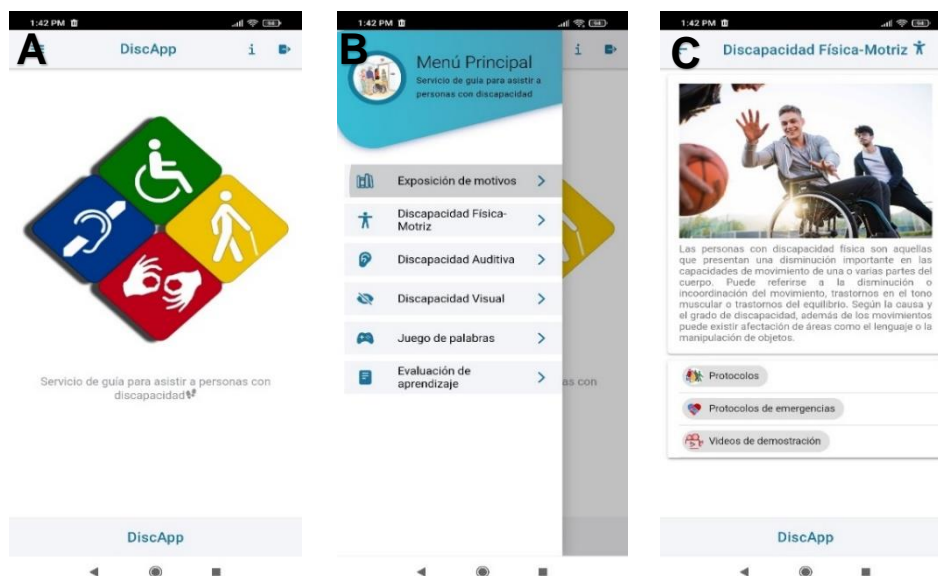 1:42 PM
54
A
DiscApp
i
Servicio de guía para asistir a personas con
discapacidad
DiscApp
1:42 PM
54
B
Menú Principal
Servicio de guía para asistir a
personas con discapacidad
i
Exposición de motivos
Discapacidad Física-
Motriz
Discapacidad Auditiva
Discapacidad Visual
Juego de palabras
Evaluación de
aprendizaje
as con
1:42 PM
54
C
Discapacidad Física-Motriz
Las personas con discapacidad física son aquellas
que presentan una disminución importante en las
capacidades de movimiento de una o varias partes del
cuerpo. Puede referirse a la disminución o
incoordinación del movimiento, trastornos en el tono
muscular o trastornos del equilibrio. Según la causa y
el grado de discapacidad, además de los movimientos
puede existir afectación de áreas como el lenguaje o la
manipulación de objetos.
Protocolos
Protocolos de emergencias
Videos de demostración
DiscApp